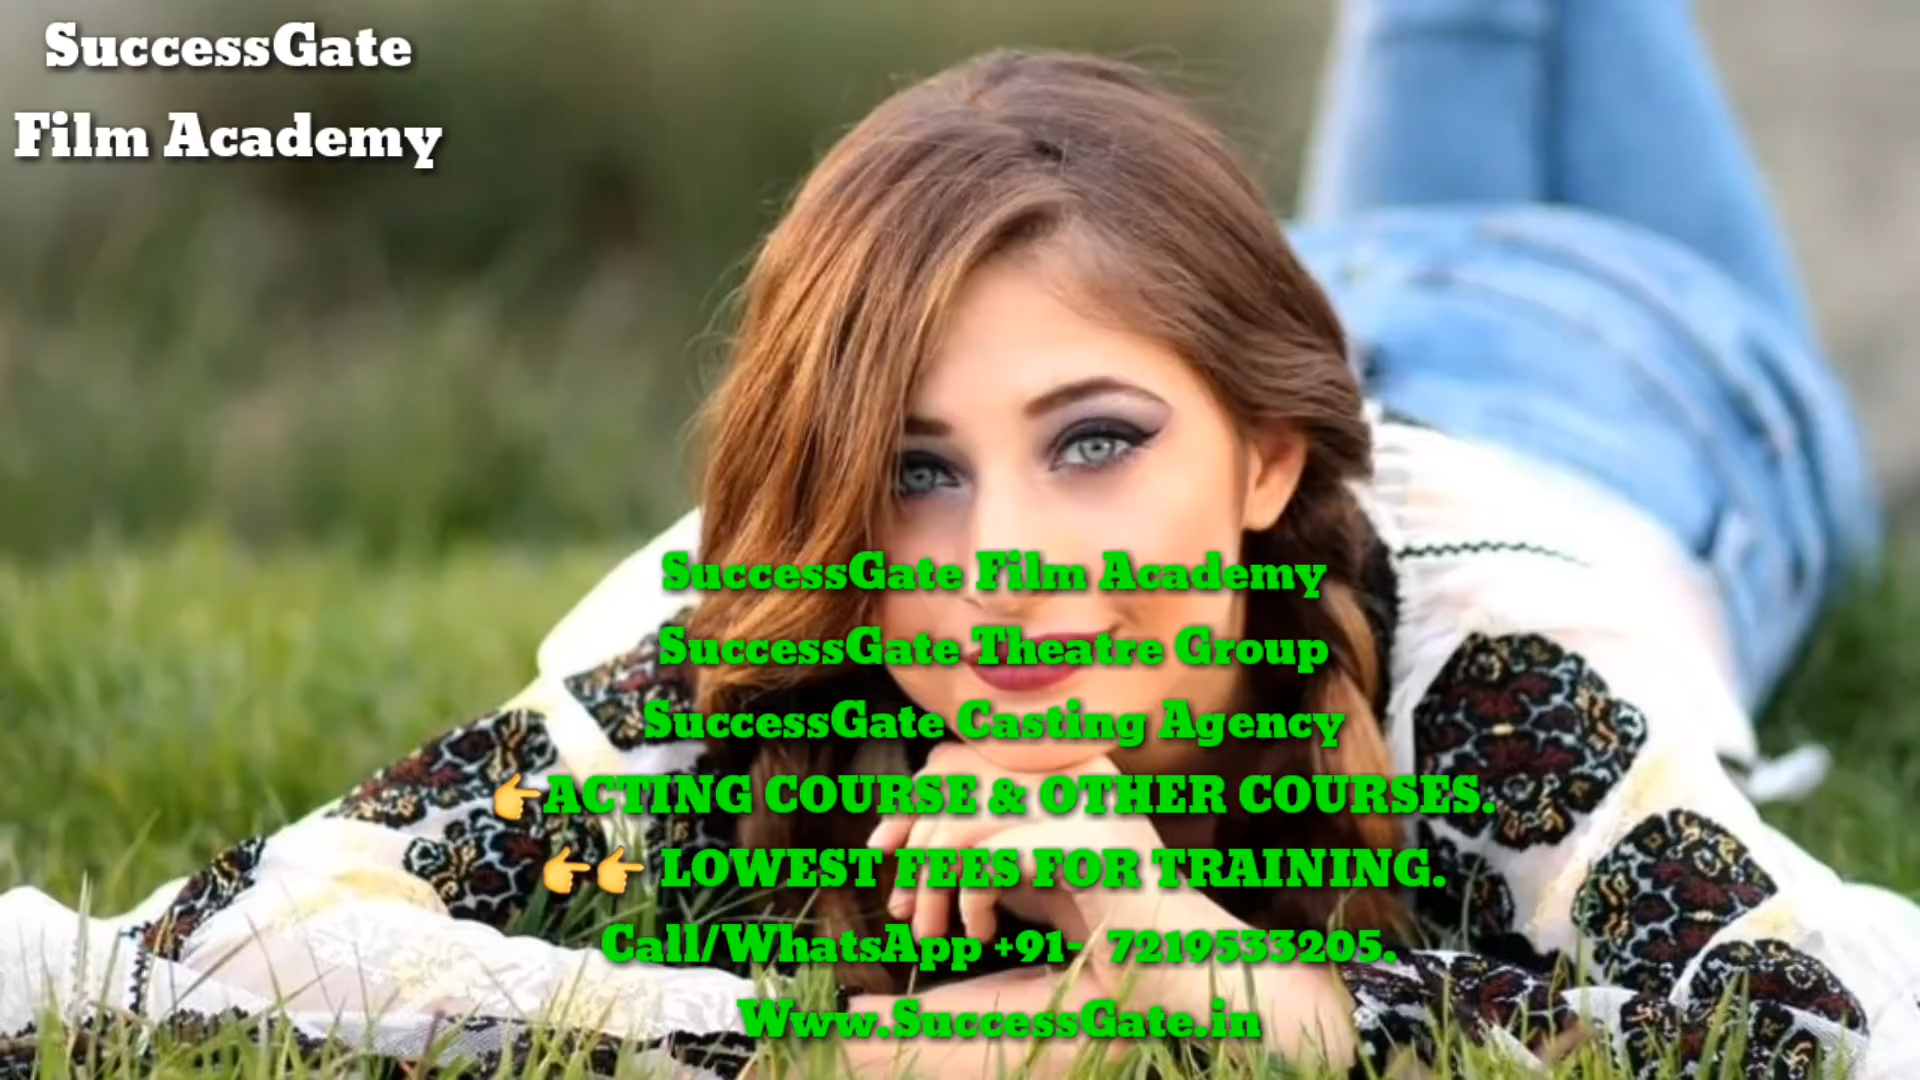 SuccessGate
Film Academy
SuccessGate Film Academy
SuccessGate Theatre Group
SuccessGate Casting Agency
👉ACTING COURSE & OTHER COURSES.
👉👉 LOWEST FEES FOR TRAINING.
Call/WhatsApp +91- 7219533205.
Www.SuccessGate.in